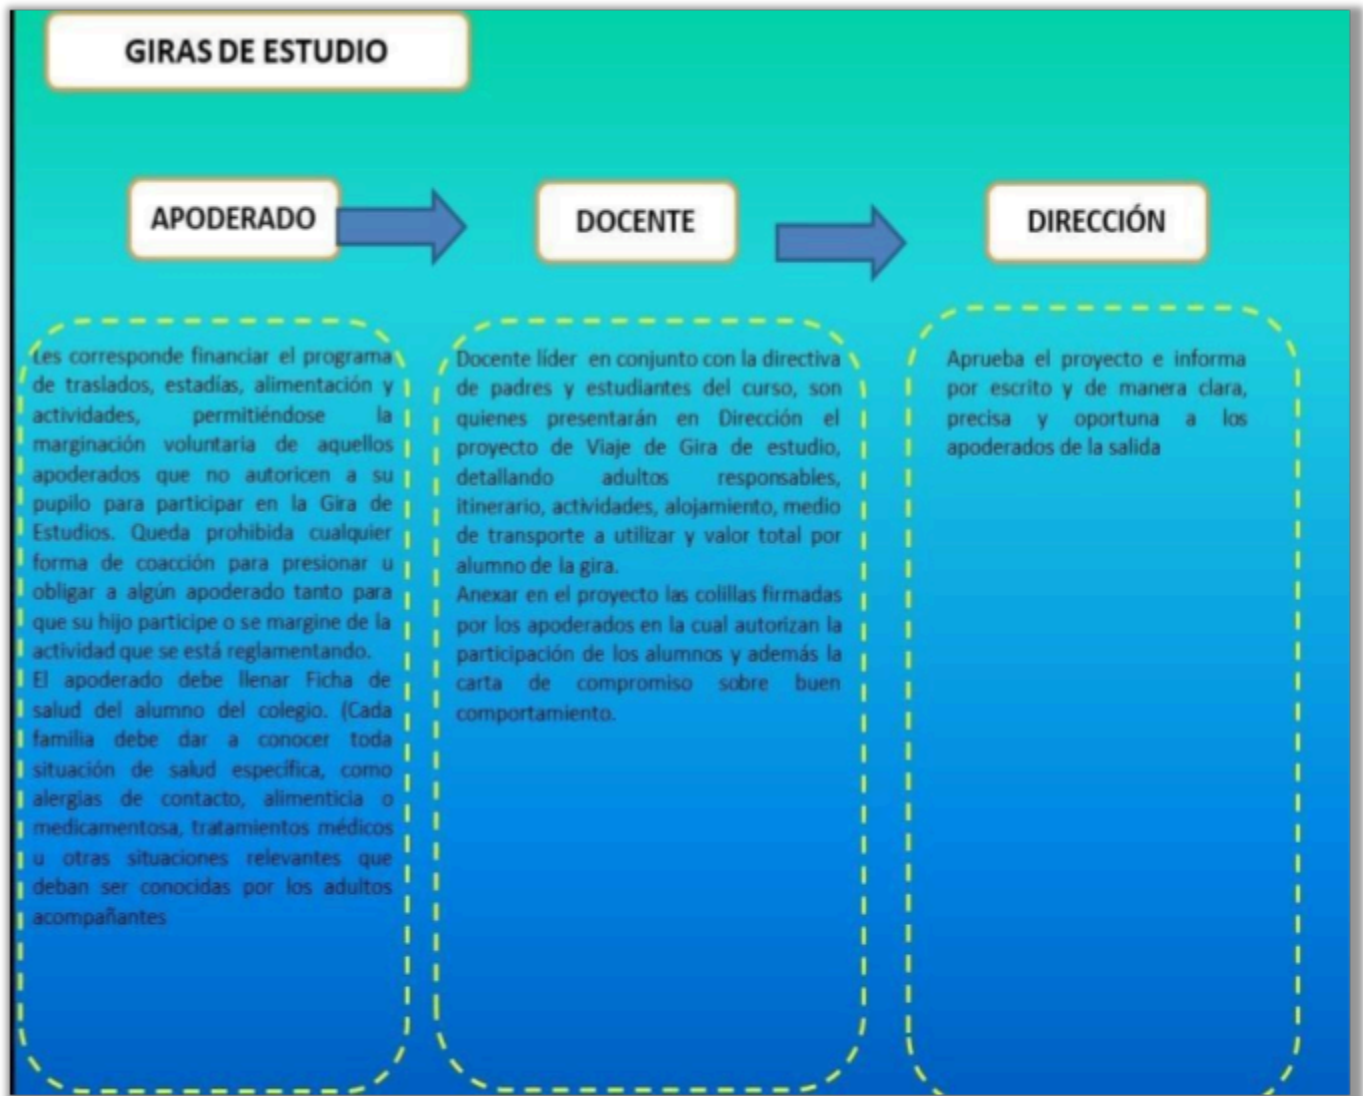 GIRAS DE ESTUDIO
APODERADO
DOCENTE
DIRECCIÓN
Les corresponde financiar el programa
de traslados, estadías, alimentación y
actividades, permitiéndose la
marginación voluntaria de aquellos
apoderados que no autoricen a su
pupilo para participar en la Gira de
Estudios. Queda prohibida cualquier
forma de coacción para presionar u
obligar a algún apoderado tanto para
que su hijo participe o se margine de la
actividad que se está reglamentando.
El apoderado debe llenar Ficha de
salud del alumno del colegio. (Cada
familia debe dar a conocer toda
situación de salud específica, como
alergias de contacto, alimenticia o
medicamentosa, tratamientos médicos
u otras situaciones relevantes que
deban ser conocidas por los adultos
acompañantes
Docente líder en conjunto con la directiva
de padres y estudiantes del curso, son
quienes presentarán en Dirección el
proyecto de Viaje de Gira de estudio,
detallando adultos responsables,
itinerario, actividades, alojamiento, medio
de transporte a utilizar y valor total por
alumno de la gira.
Anexar en el proyecto las colillas firmadas
por los apoderados en la cual autorizan la
participación de los alumnos y además la
carta de compromiso sobre buen
comportamiento.
Aprueba el proyecto e informa
por escrito y de manera clara,
precisa y oportuna a los
apoderados de la salida